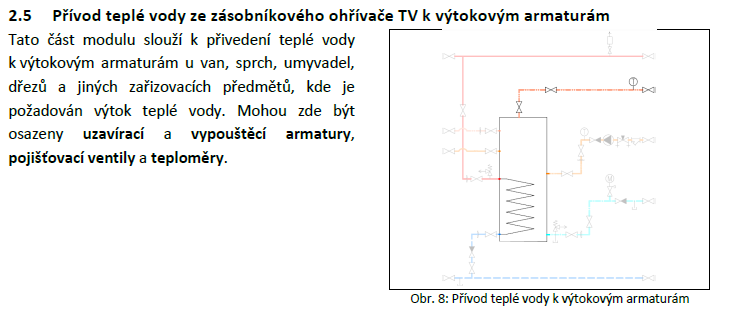 2.5 Přívod teplé vody ze zásobníkového ohřívače TV k výtokovým armaturám
Tato část modulu slouží k přivedení teplé vody
k výtokovým armaturám u van, sprch, umyvadel,
dřezů a jiných zařizovacích předmětů, kde je
požadován výtok teplé vody. Mohou zde být
osazeny uzavírací a vypouštěcí armatury,
pojišťovací ventily a teploměry.
T
T
M
Obr. 8: Přívod teplé vody k výtokovým armaturám